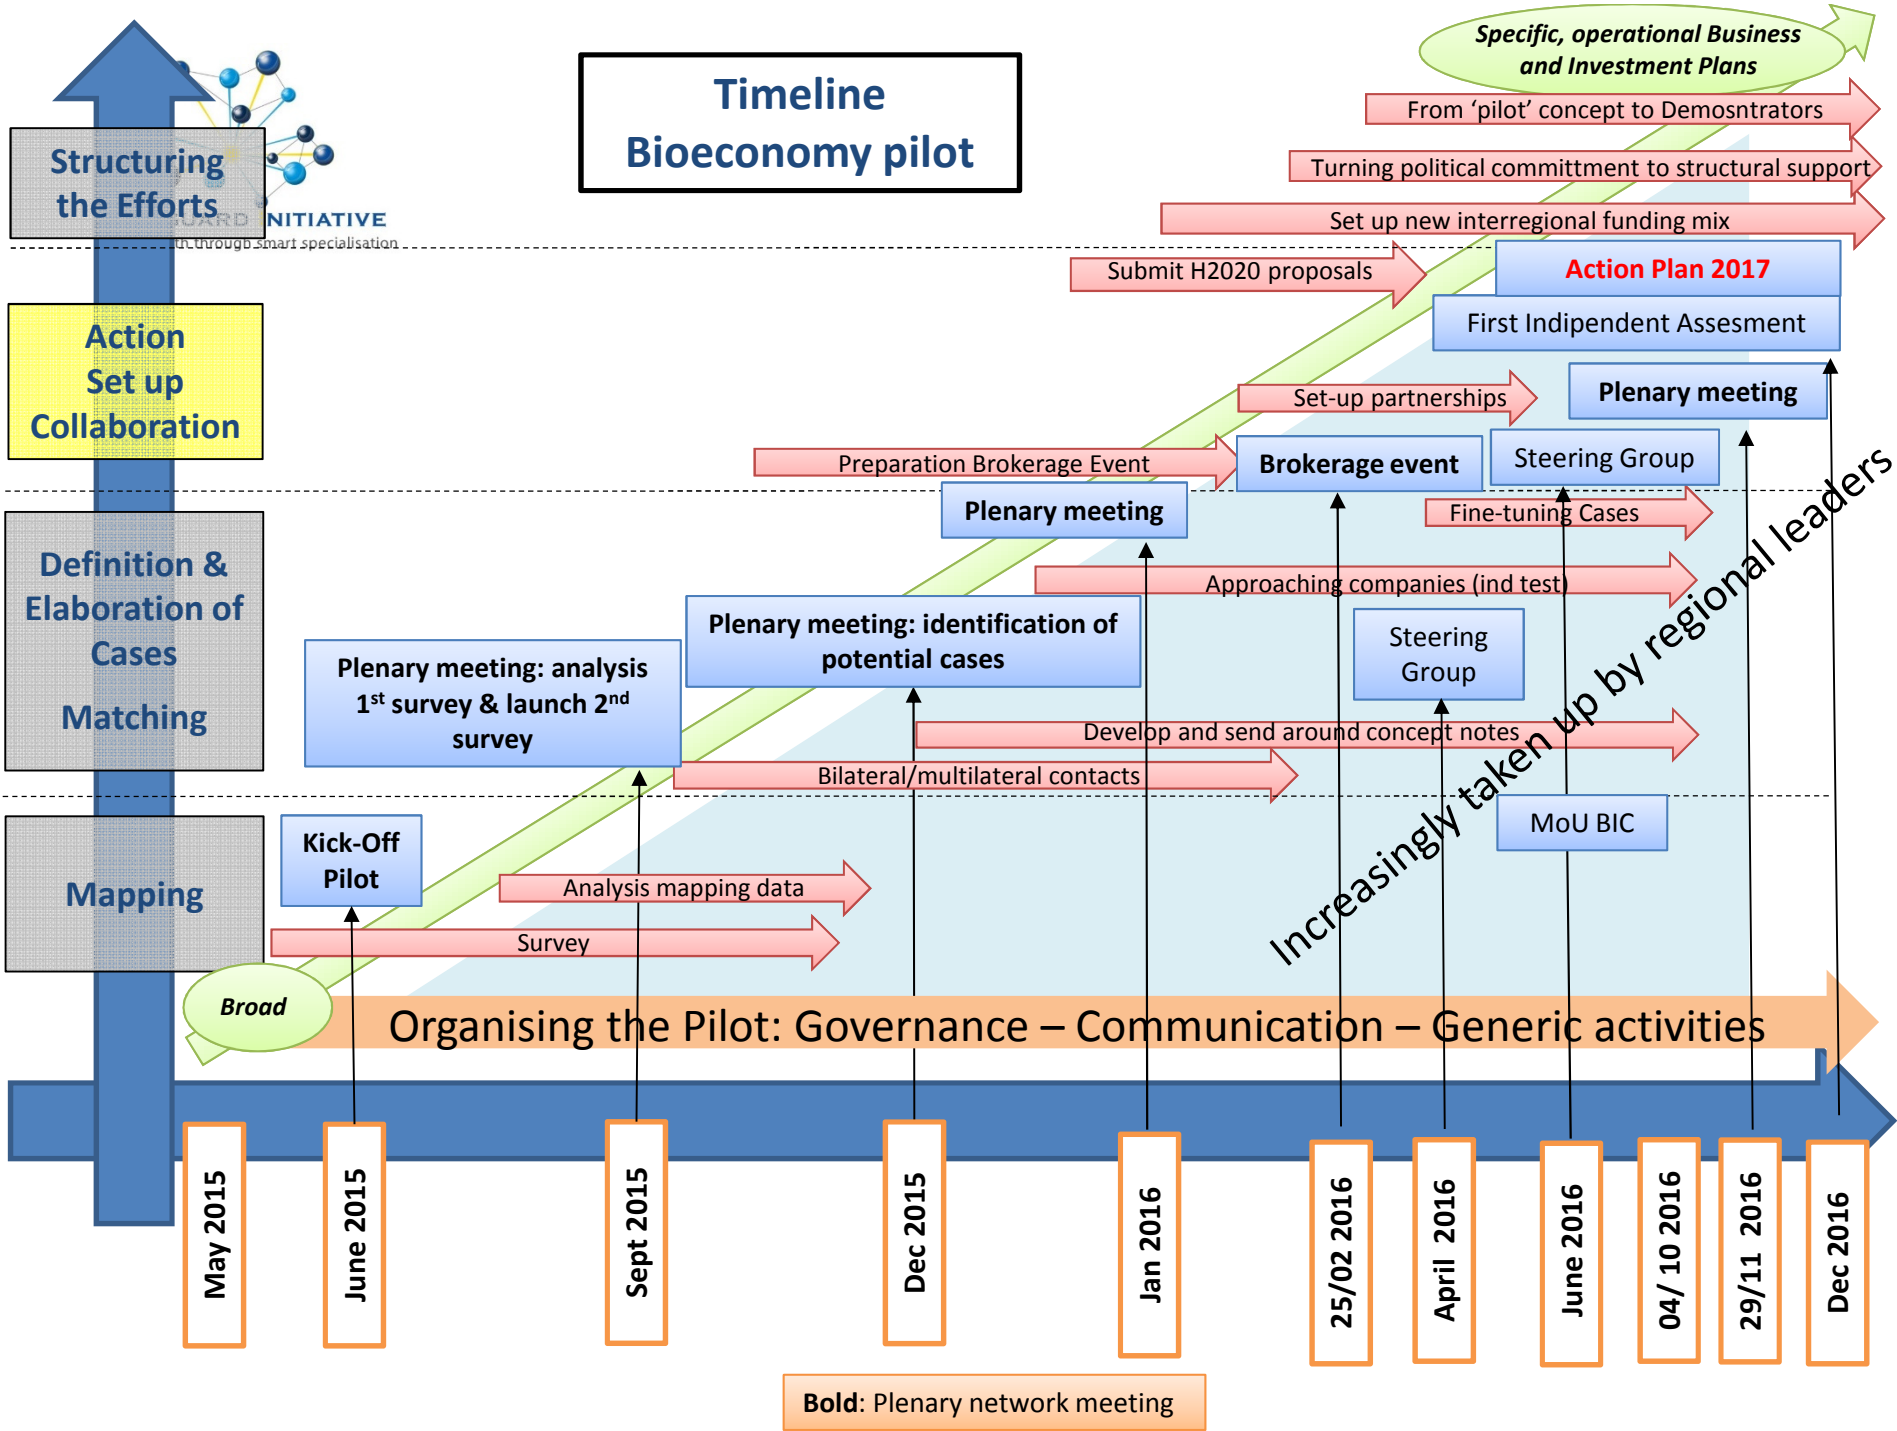 Timeline
Bioeconomy pilot
Specific, operational Business
and Investment Plans
From ‘pilot’ concept to Demosntrators
Turning political committment to structural support
Set up new interregional funding mix
Structuring
the Efforts
NITIATIVE
through smart specialisation
Submit H2020 proposals
Action Plan 2017
First Indipendent Assesment
Action
Set up
Collaboration
Set-up partnerships
Plenary meeting
Preparation Brokerage Event
Brokerage event
Steering Group
Plenary meeting
Fine-tuning Cases
Definition &
Elaboration of
Cases
Matching
Approaching companies (ind test)
Plenary meeting: identification of
potential cases
Steering
Group
Plenary meeting: analysis
1st survey & launch 2nd
survey
Develop and send around concept notes
Bilateral/multilateral contacts
Increasingly taken up by regional leaders
MoU BIC
Mapping
Kick-Off
Pilot
Analysis mapping data
Survey
Broad
Organising the Pilot: Governance – Communication – Generic activities
May 2015
June 2015
Sept 2015
Dec 2015
Jan 2016
25/02 2016
April 2016
June 2016
04/ 10 2016
29/11 2016
Dec 2016
Bold: Plenary network meeting